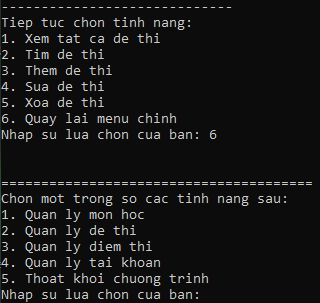 -----------------------------
Tiep tuc chon tinh nang:
1. Xem tat ca de thi
2. Tim de thi
3. Them de thi
4. Sua de thi
5. Xoa de thi
6. Quay lai menu chinh
Nhap su lua chon cua ban: 6
=======================================
Chon mot trong so cac tinh nang sau:
1. Quan ly mon hoc
2. Quan ly de thi
3. Quan ly diem thi
4. Quan ly tai khoan
5. Thoat khoi chuong trinh
Nhap su lua chon cua ban: